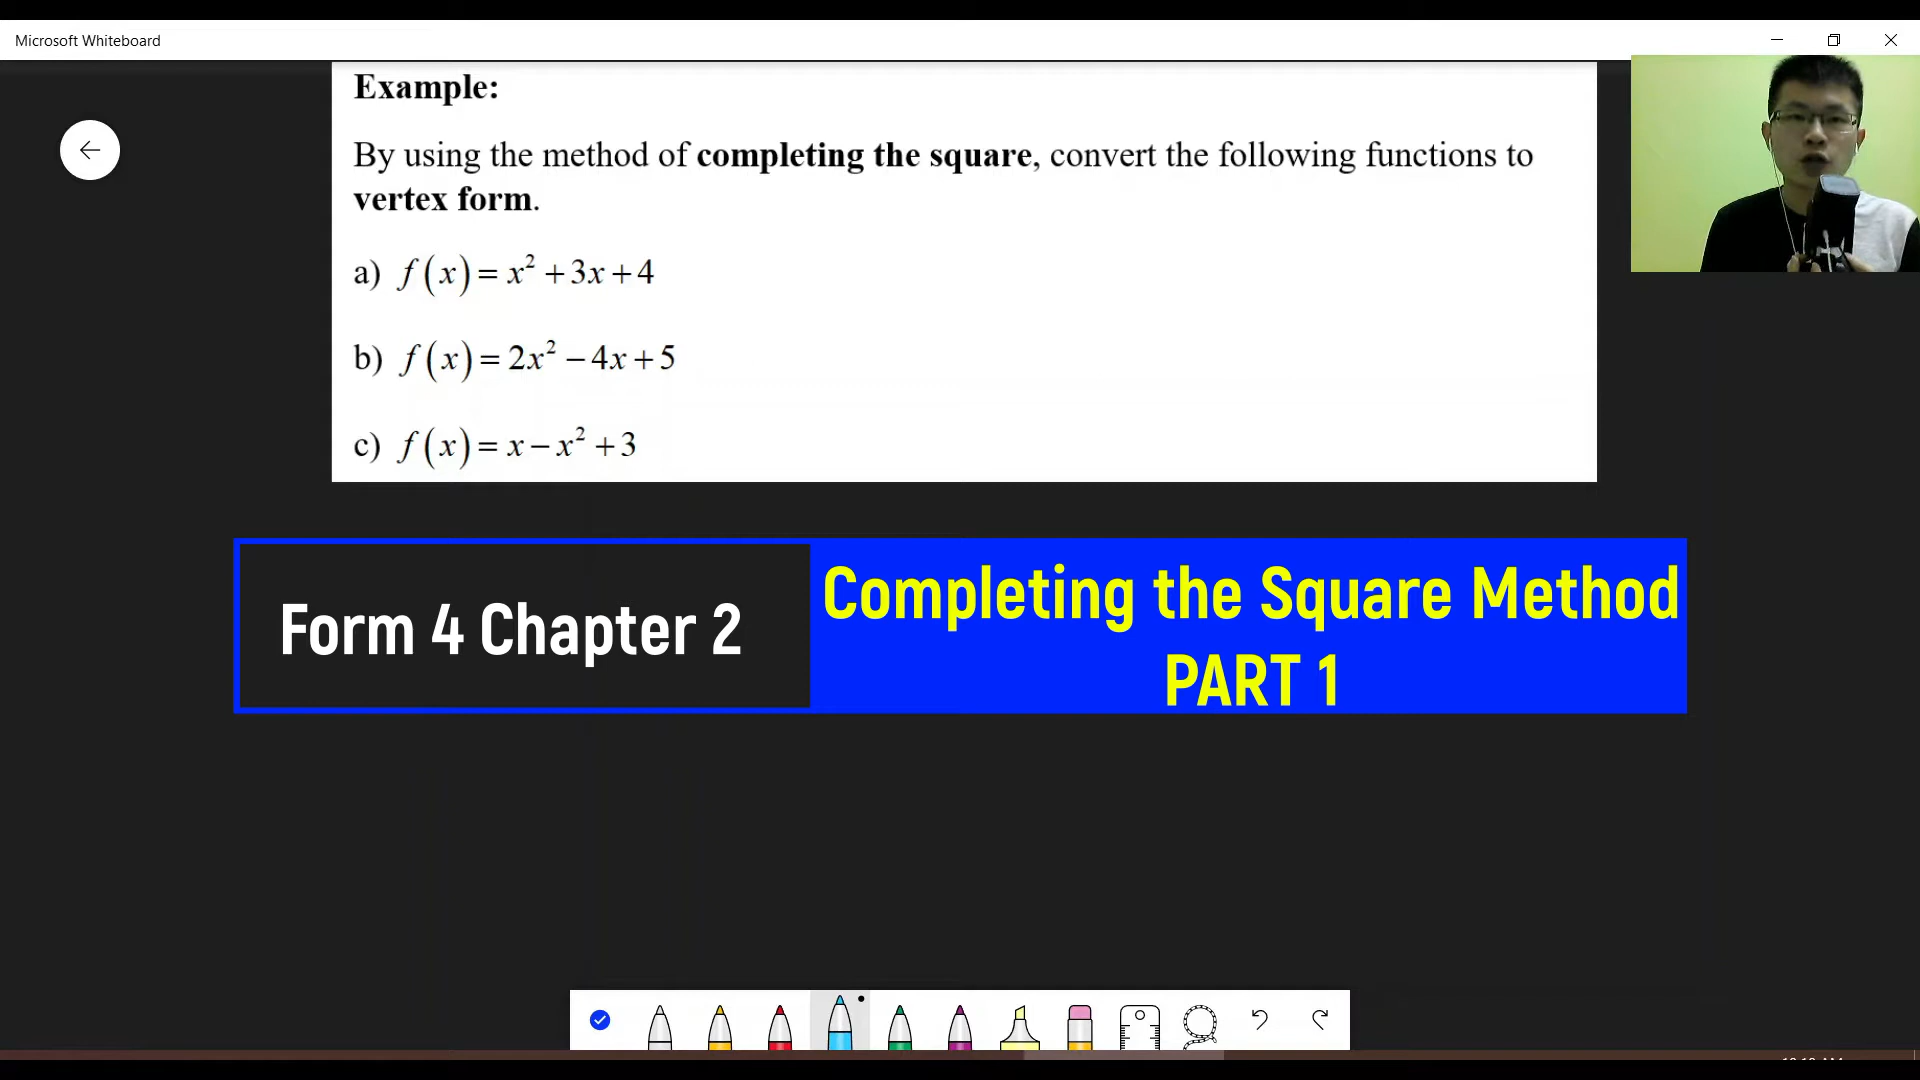 Microsoft Whiteboard
Example:
By using the method of completing the square, convert the following functions to
vertex form.
a) f(x) = x² + 3x + 4
b) f(x) = 2x² − 4x + 5
c) f(x) = x − x² + 3
Form 4 Chapter 2
Completing the Square Method
PART 1